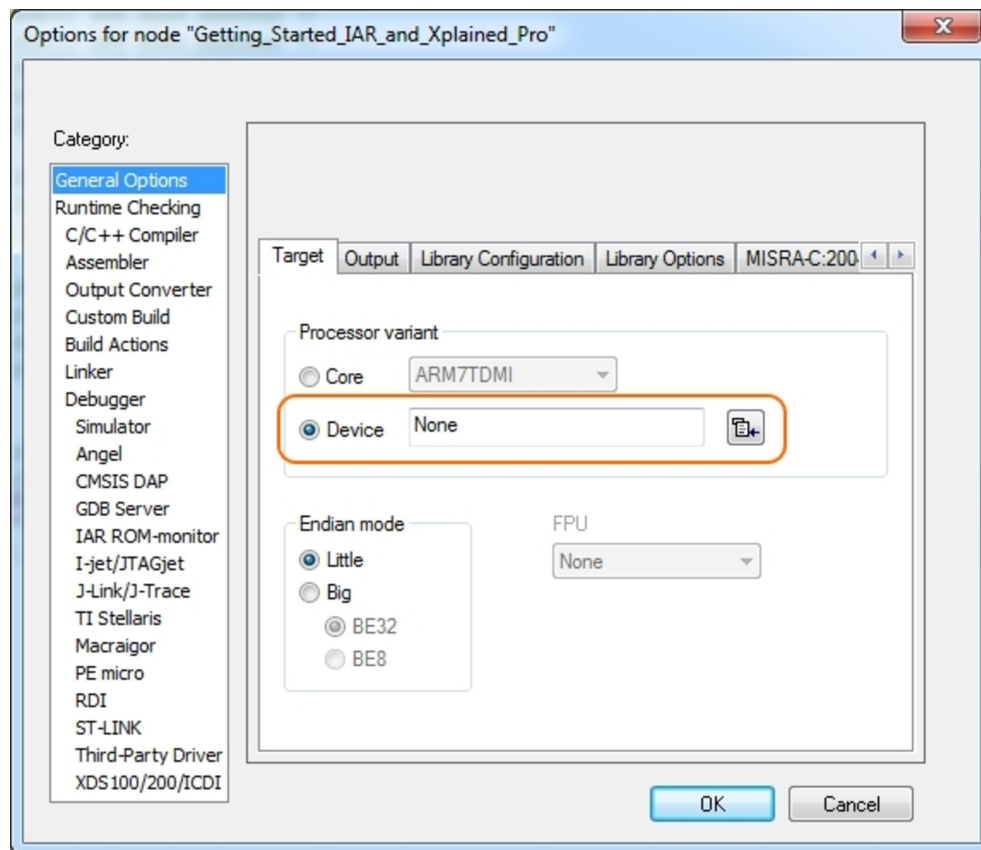 Options for node "Getting_Started_IAR_and_Xplained_Pro"
Category:
General Options
Runtime Checking
C/C++ Compiler
Assembler
Output Converter
Custom Build
Build Actions
Linker
Debugger
Simulator
Angel
CMSIS DAP
GDB Server
IAR ROM-monitor
I-jet/JTAGjet
J-Link/J-Trace
TI Stellaris
Macraigor
PE micro
RDI
ST-LINK
Third-Party Driver
XDS100/200/ICDI
Target Output Library Configuration Library Options MISRA-C:200
Processor variant
Core ARM7TDMI
Device None
Endian mode
Little
Big
BE32
BE8
FPU
None
OK Cancel